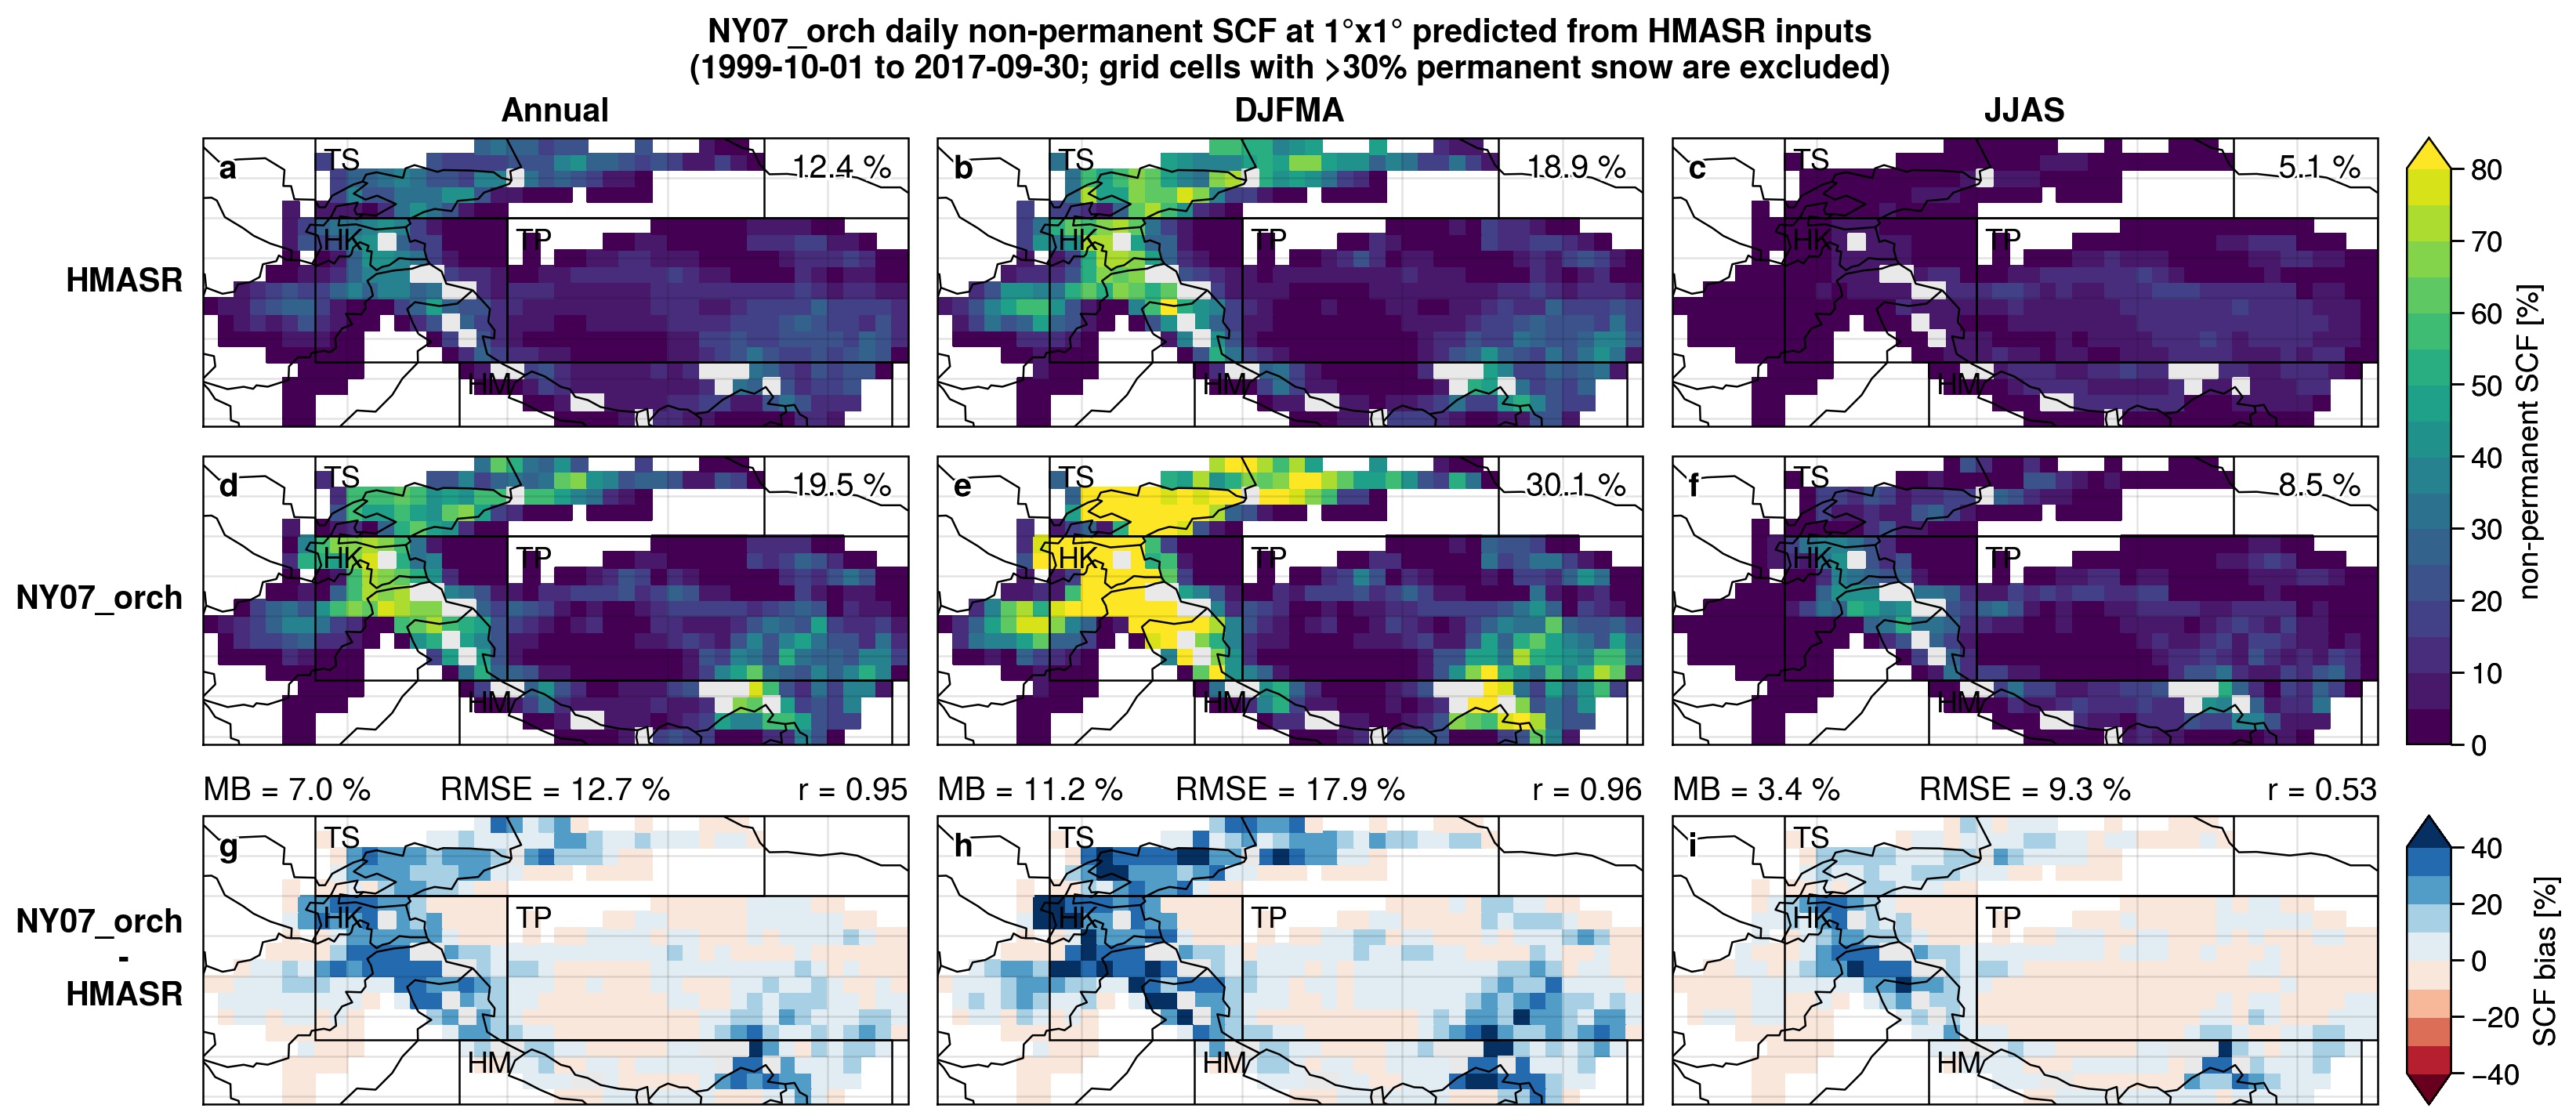 NY07_orch daily non-permanent SCF at 1°x1° predicted from HMASR inputs
(1999-10-01 to 2017-09-30; grid cells with >30% permanent snow are excluded)
Annual DJFMA JJAS
HMASR
a TS HK TP HM 12.4 %
b TS HK TP HM 18.9 %
c TS HK TP HM 5.1 %
NY07_orch
d TS HK TP HM 19.5 %
e TS HK TP HM 30.1 %
f TS HK TP HM 8.5 %
80
70
60
50
40
30
20
10
0
non-permanent SCF [%]
MB = 7.0 % RMSE = 12.7 % r = 0.95
MB = 11.2 % RMSE = 17.9 % r = 0.96
MB = 3.4 % RMSE = 9.3 % r = 0.53
NY07_orch
-
HMASR
g TS HK TP HM
h TS HK TP HM
i TS HK TP HM
40
20
0
−20
−40
SCF bias [%]